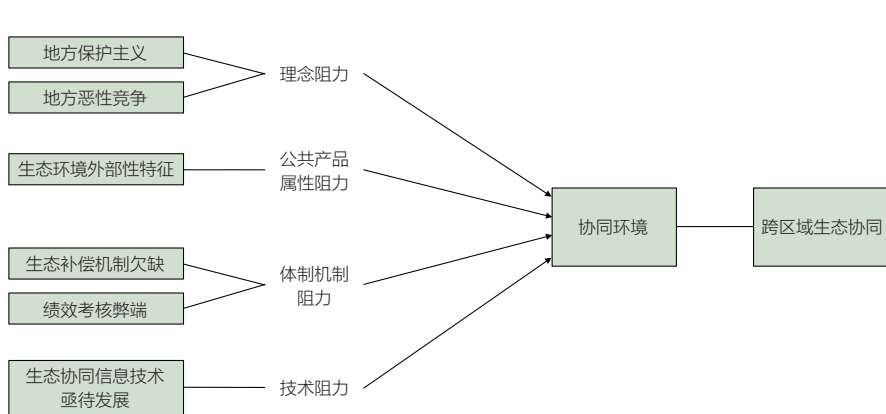 地方保护主义
地方恶性竞争
理念阻力
生态环境外部性特征
公共产品
属性阻力
生态补偿机制欠缺
绩效考核弊端
体制机制
阻力
生态协同信息技术
亟待发展
技术阻力
协同环境
跨区域生态协同